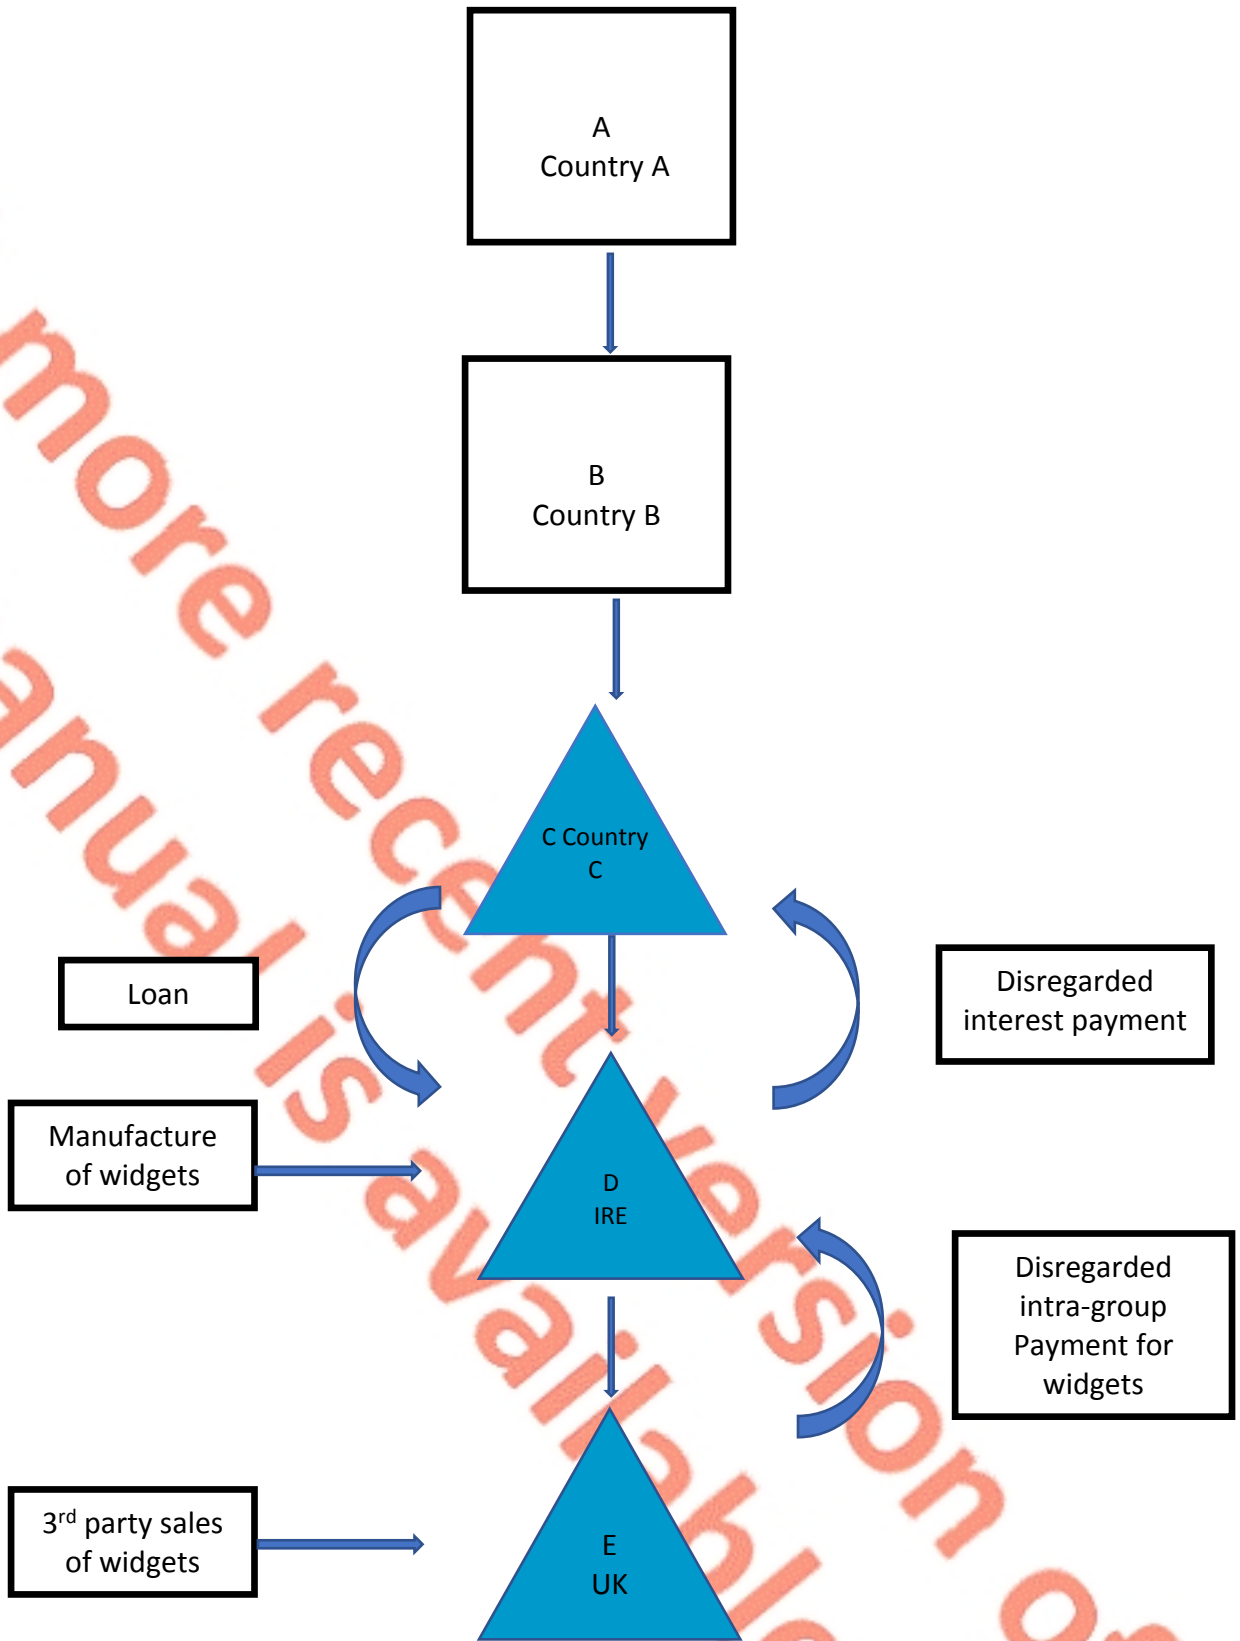 A
Country A
B
Country B
C Country
C
Loan
Disregarded
interest payment
Manufacture
of widgets
D
IRE
Disregarded
intra-group
Payment for
widgets
3rd party sales
of widgets
E
UK
more recent version of
manual is available